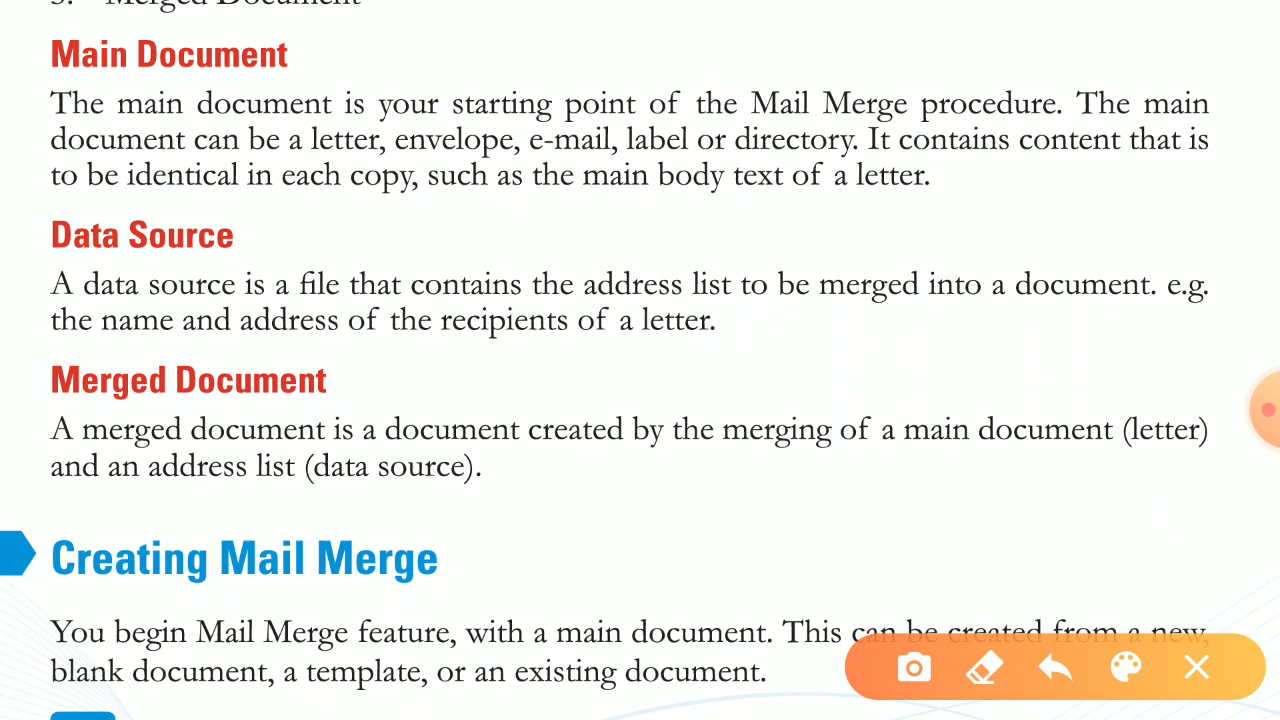 3. Merged Document
Main Document
The main document is your starting point of the Mail Merge procedure. The main
document can be a letter, envelope, e-mail, label or directory. It contains content that is
to be identical in each copy, such as the main body text of a letter.
Data Source
A data source is a file that contains the address list to be merged into a document. e.g.
the name and address of the recipients of a letter.
Merged Document
A merged document is a document created by the merging of a main document (letter)
and an address list (data source).
Creating Mail Merge
You begin Mail Merge feature, with a main document. This can be created from a new,
blank document, a template, or an existing document.